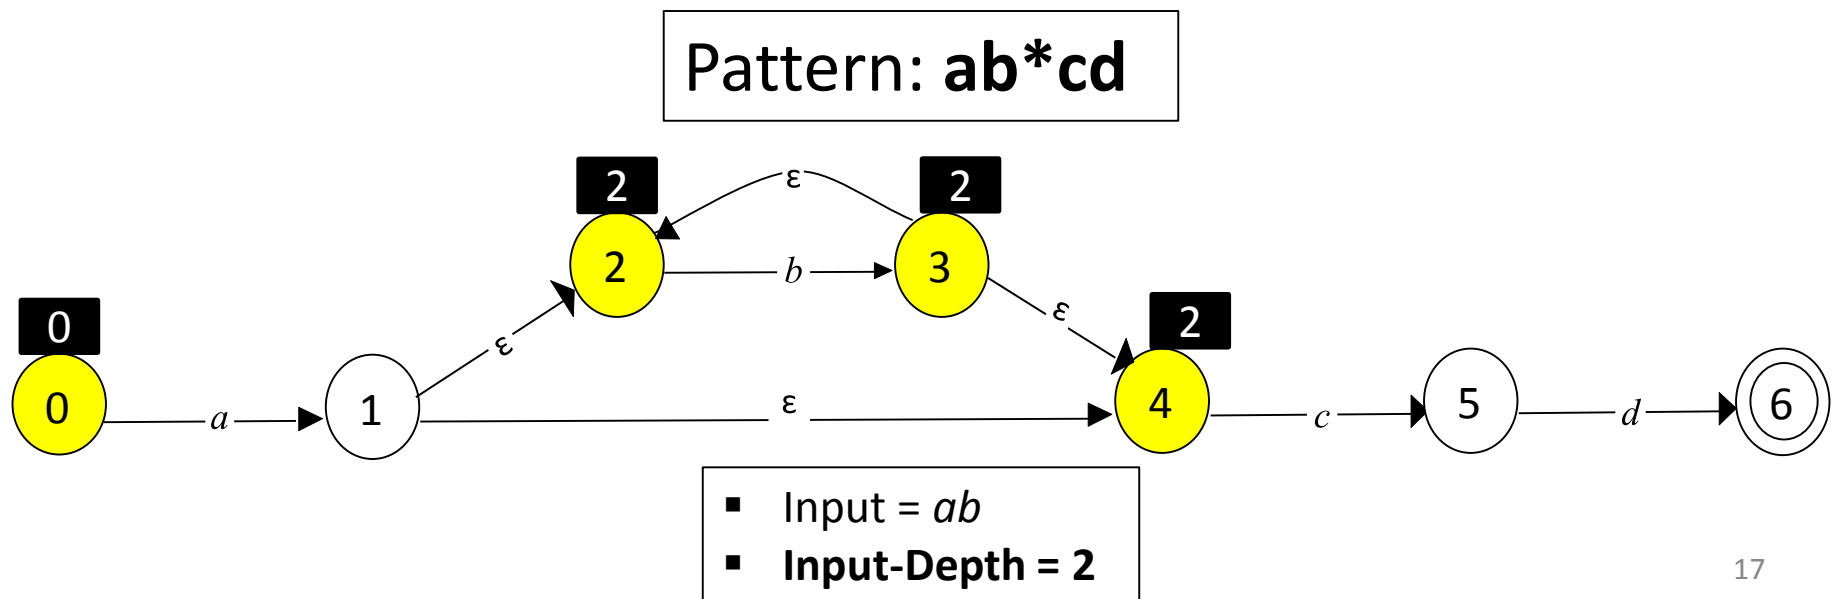 Pattern: ab*cd
2
2
ε
2
b
3
0
ε
ε
2
0
a
1
ε
4
c
5
d
6
▪ Input = ab
▪ Input-Depth = 2
17